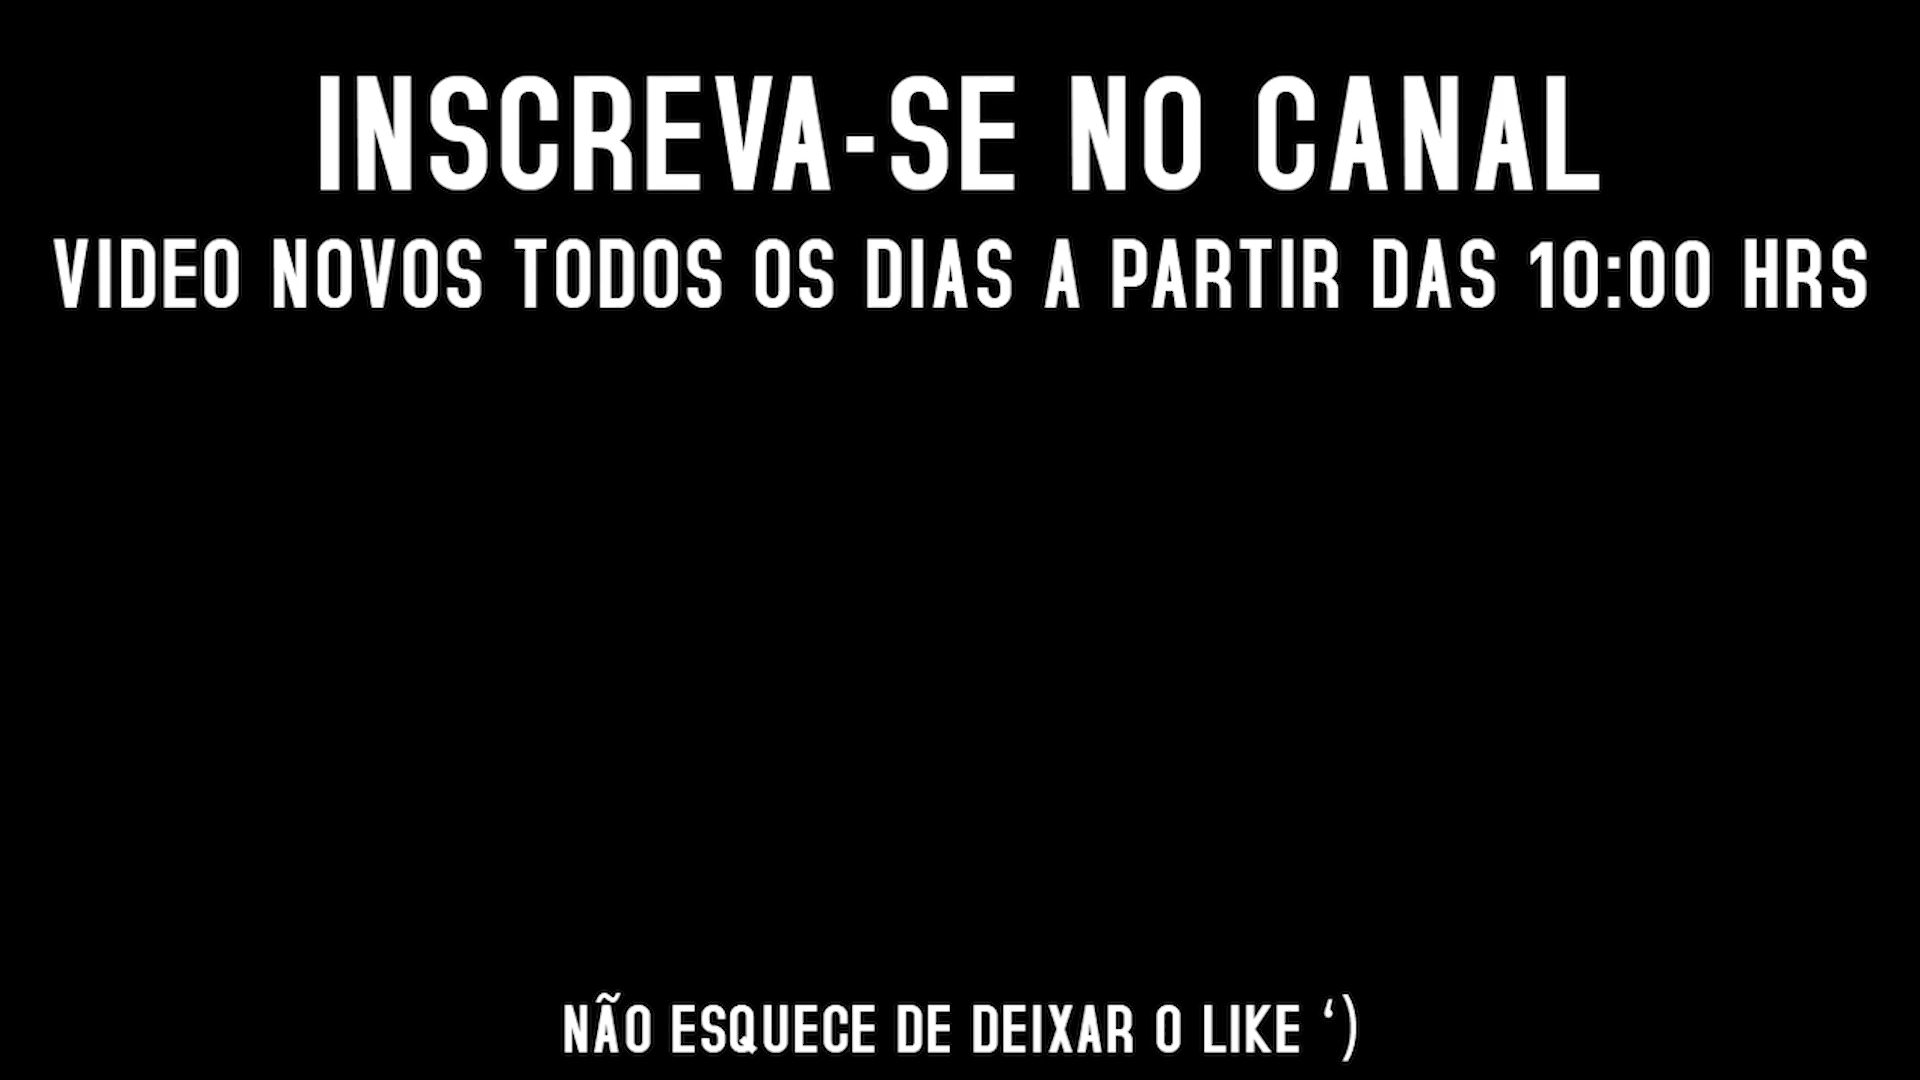 INSCREVA-SE NO CANAL
VIDEO NOVOS TODOS OS DIAS A PARTIR DAS 10:00 HRS
NÃO ESQUECE DE DEIXAR O LIKE ‘)